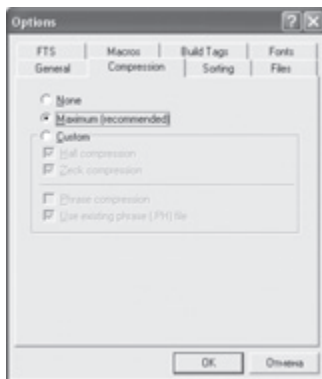 Options
FTS Macros Build Tags Fonts
General Compression Sorting Files
None
Maximum (recommended)
Custom
Hall compression
Zeck compression
Phrase compression
Use existing phrase (.PH) file
OK Отмена